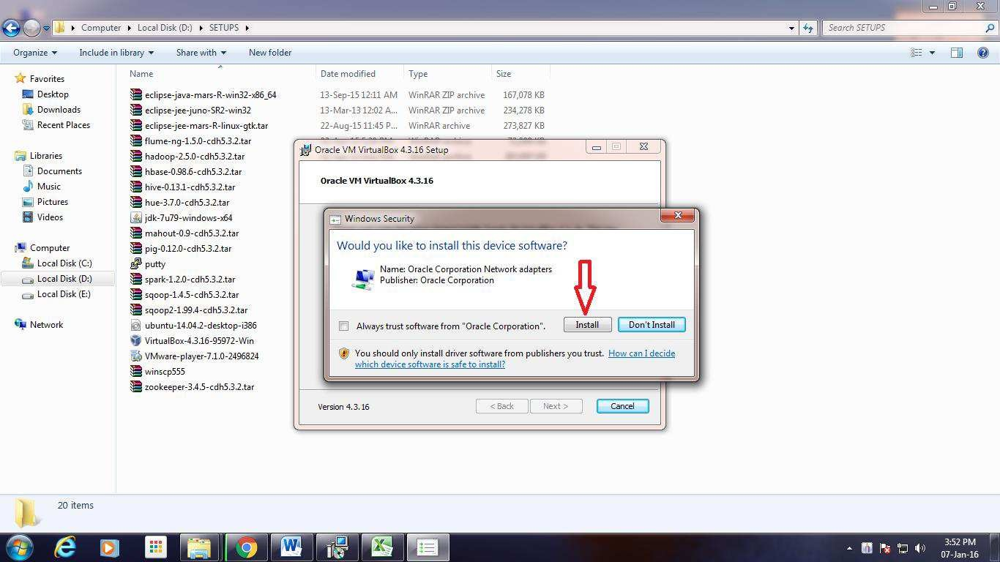 Computer Local Disk (D:) SETUPS
Search SETUPS
Organize Include in library Share with New folder
Name Date modified Type Size
Favorites
Desktop
Downloads
Recent Places
Libraries
Documents
Music
Pictures
Videos
Computer
Local Disk (C:)
Local Disk (D:)
Local Disk (E:)
Network
eclipse-java-mars-R-win32-x86_64 13-Sep-15 12:11 AM WinRAR ZIP archive 167,078 KB
eclipse-jee-juno-SR2-win32 13-Mar-13 12:02 A... WinRAR ZIP archive 234,278 KB
eclipse-jee-mars-R-linux-gtk.tar 22-Aug-15 11:45 P... WinRAR archive 273,827 KB
flume-ng-1.5.0-cdh5.3.2.tar
hadoop-2.5.0-cdh5.3.2.tar
hbase-0.98.6-cdh5.3.2.tar
hive-0.13.1-cdh5.3.2.tar
hue-3.7.0-cdh5.3.2.tar
jdk-7u79-windows-x64
mahout-0.9-cdh5.3.2.tar
pig-0.12.0-cdh5.3.2.tar
putty
spark-1.2.0-cdh5.3.2.tar
sqoop-1.4.5-cdh5.3.2.tar
sqoop2-1.99.4-cdh5.3.2.tar
ubuntu-14.04.2-desktop-i386
VirtualBox-4.3.16-95972-Win
VMware-player-7.1.0-2496824
winscp555
zookeeper-3.4.5-cdh5.3.2.tar
Oracle VM VirtualBox 4.3.16 Setup
Oracle VM VirtualBox 4.3.16
Windows Security
Would you like to install this device software?
Name: Oracle Corporation Network adapters
Publisher: Oracle Corporation
Always trust software from "Oracle Corporation".
Install
Don't Install
You should only install driver software from publishers you trust. How can I decide
which device software is safe to install?
Version 4.3.16
< Back
Next >
Cancel
20 items
3:52 PM
07-Jan-16